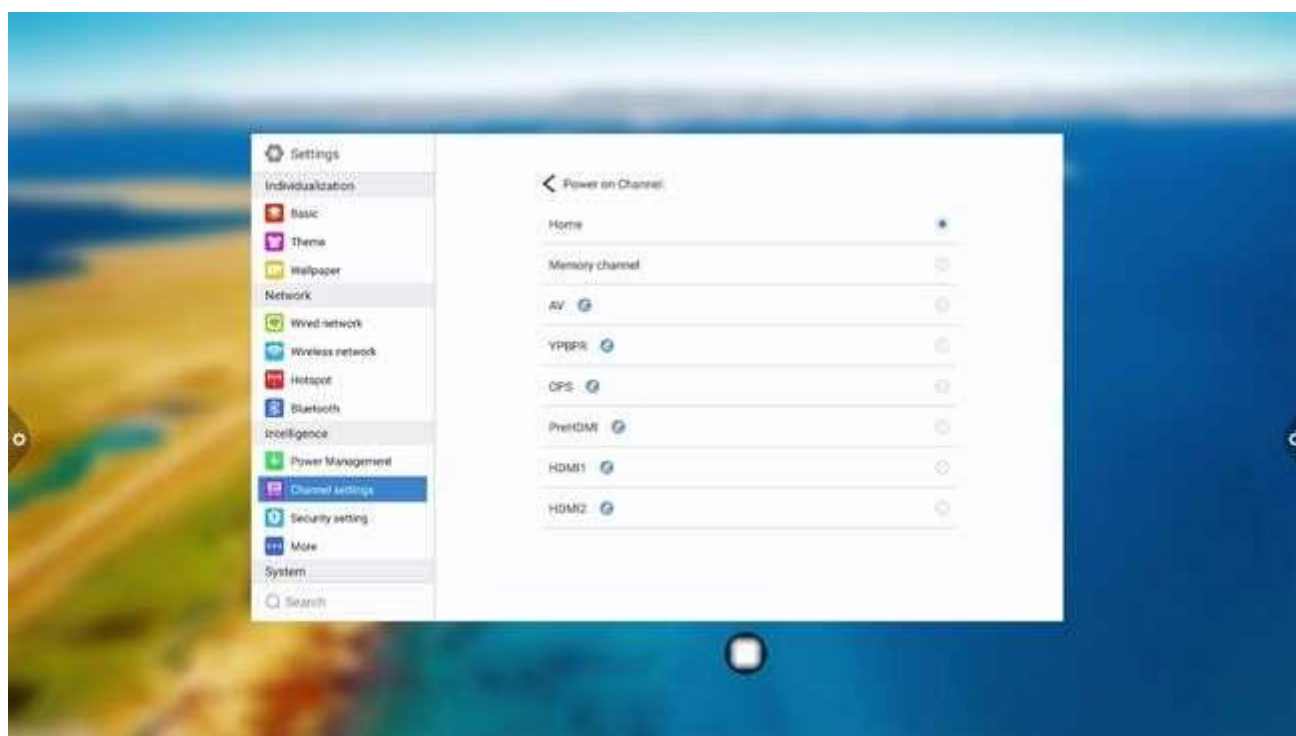 Settings
Individualization
Basic
Theme
Wallpaper
Network
Wired network
Wireless network
Hotspot
Bluetooth
Intelligence
Power Management
Channel settings
Security setting
More
System
Search
Power on Channel
Home
Memory channel
AV
YPBPR
OPS
PreHDMI
HDMI1
HDMI2